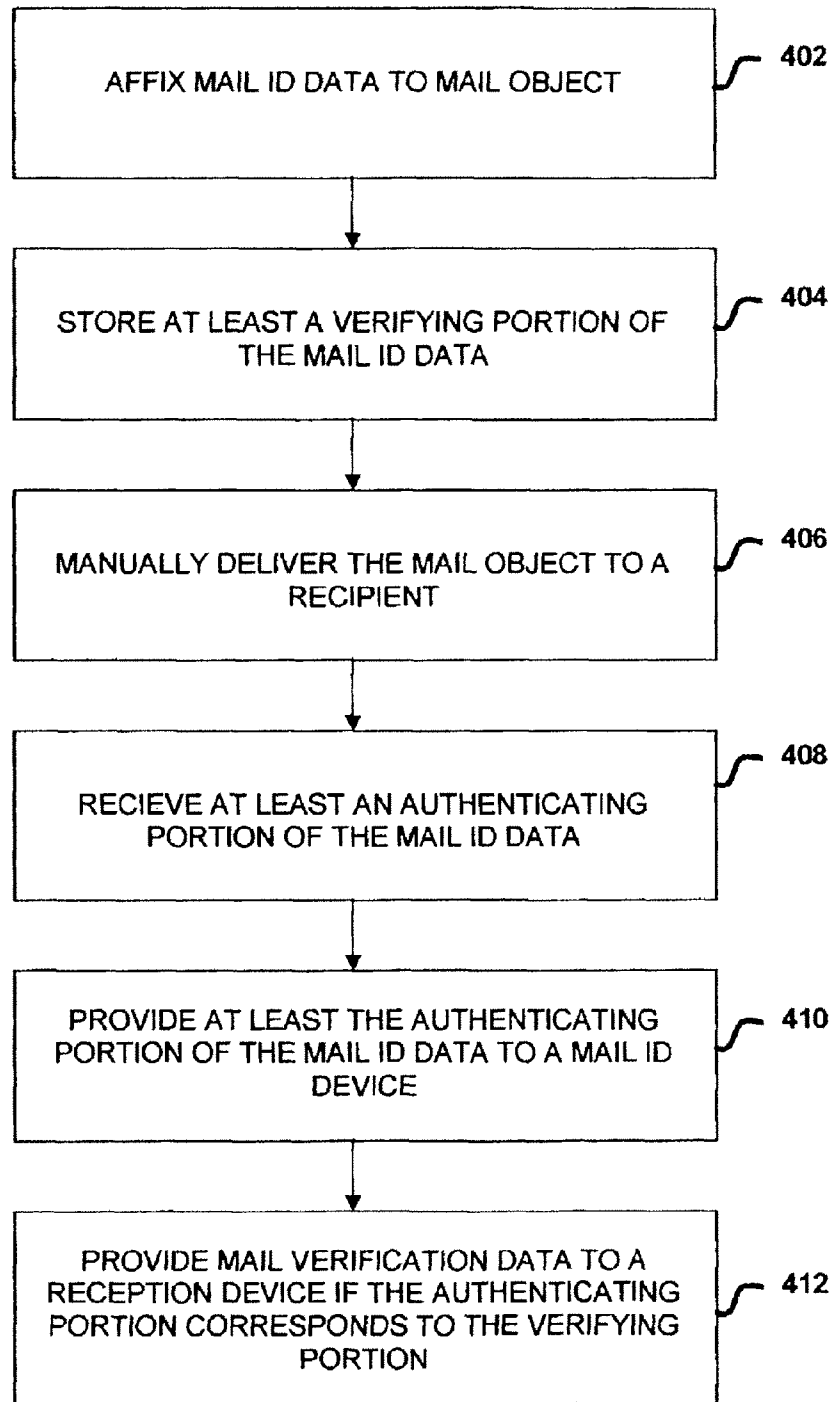 AFFIX MAIL ID DATA TO MAIL OBJECT
402
STORE AT LEAST A VERIFYING PORTION OF
THE MAIL ID DATA
404
MANUALLY DELIVER THE MAIL OBJECT TO A
RECIPIENT
406
RECIEVE AT LEAST AN AUTHENTICATING
PORTION OF THE MAIL ID DATA
408
PROVIDE AT LEAST THE AUTHENTICATING
PORTION OF THE MAIL ID DATA TO A MAIL ID
DEVICE
410
PROVIDE MAIL VERIFICATION DATA TO A
RECEPTION DEVICE IF THE AUTHENTICATING
PORTION CORRESPONDS TO THE VERIFYING
PORTION
412